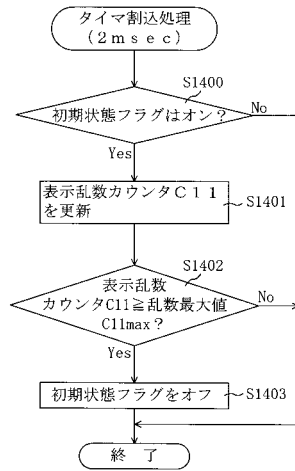 タイマ割込処理
(2msec)
S1400
初期状態フラグはオン?
No
Yes
表示乱数カウンタC11
を更新
S1401
S1402
表示乱数
カウンタC11≧乱数最大値
C11max?
No
Yes
初期状態フラグをオフ
S1403
終 了